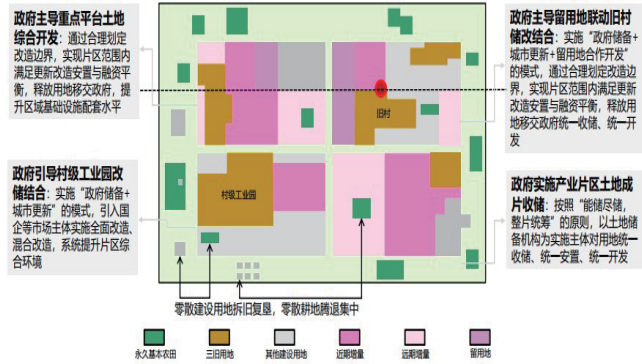 政府主导重点平台土地
综合开发：通过合理划定
改造边界，实现片区范围内
满足更新改造安置与融资平
衡，释放用地移交政府，提
升区域基础设施配套水平
政府引导村级工业园改
储结合：实施“政府储备+
城市更新”的模式，引入国
企等市场主体实施全面改造、
混合改造，系统提升片区综
合环境
旧村
村级工业园
政府主导留用地联动旧村
储改结合：实施“政府储备+
城市更新+留用地合作开发”
的模式，通过合理划定改造边
界，实现片区范围内满足更新
改造安置与融资平衡，释放用
地移交政府统一收储、统一开
发
政府实施产业片区土地成
片收储：按照“能储尽储，
整片统筹”的原则，以土地储
备机构为实施主体对用地统一
收储、统一安置、统一开发
零散建设用地拆旧复垦，零散耕地腾退集中
永久基本农田
三旧用地
其他建设用地
近期增量
远期增量
留用地